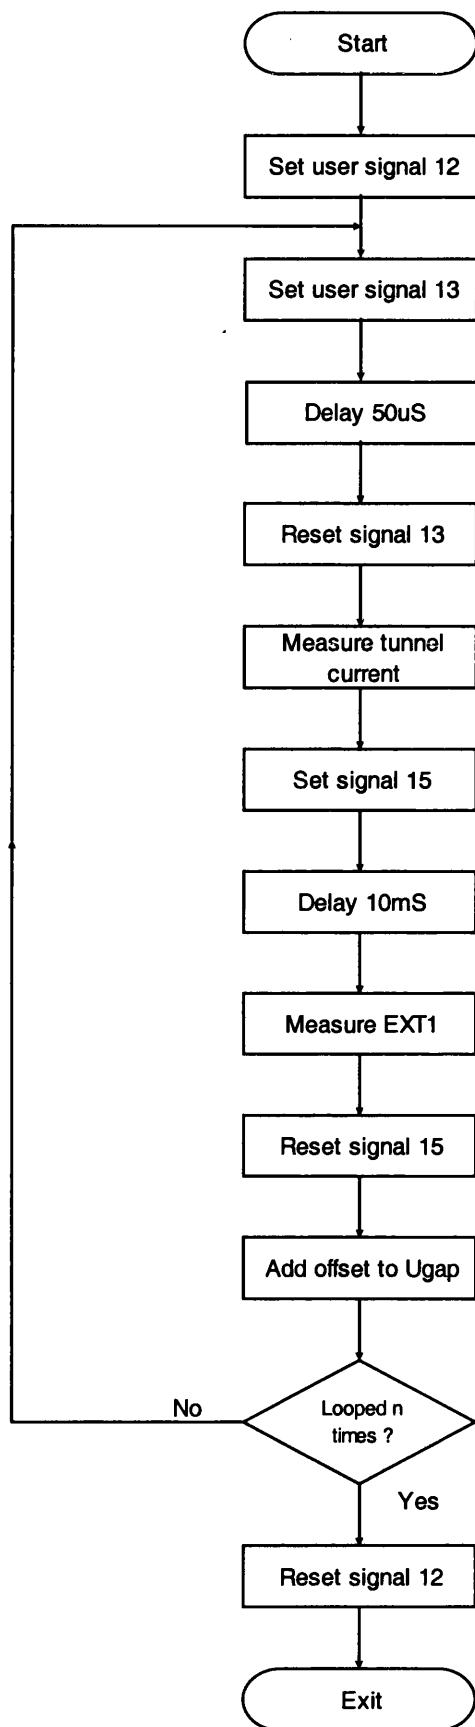 Start
Set user signal 12
Set user signal 13
Delay 50uS
Reset signal 13
Measure tunnel
current
Set signal 15
Delay 10mS
Measure EXT1
Reset signal 15
Add offset to Ugap
No
Looped n
times ?
Yes
Reset signal 12
Exit